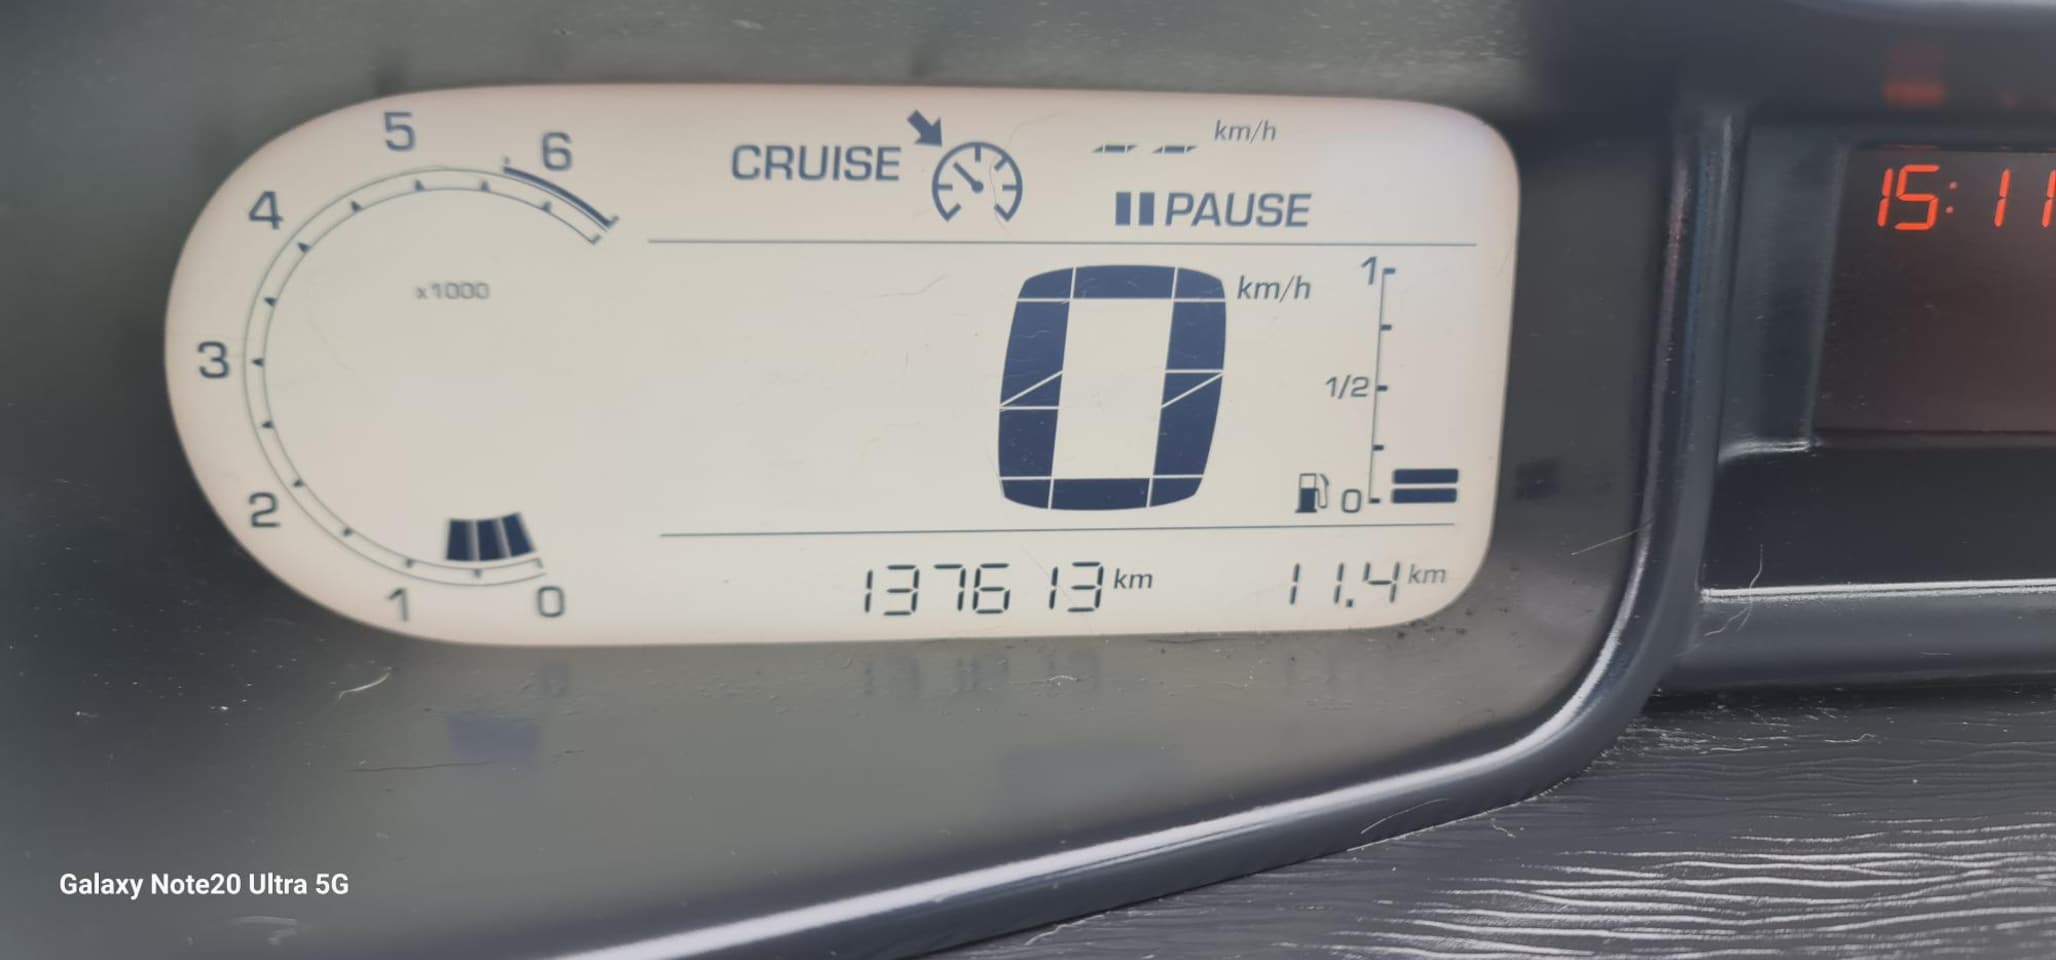 5
6
4
3
2
1
0
x1000
CRUISE
-- km/h
PAUSE
0 km/h
1
1/2
0
137613 km
11.4 km
15:11
Galaxy Note20 Ultra 5G